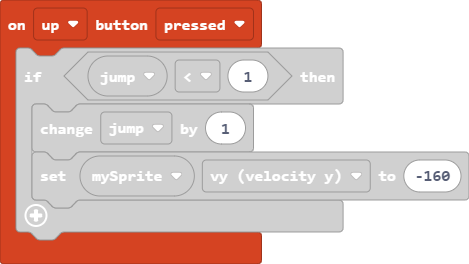 on up button pressed
if jump < 1 then
change jump by 1
set mySprite vy (velocity y) to -160